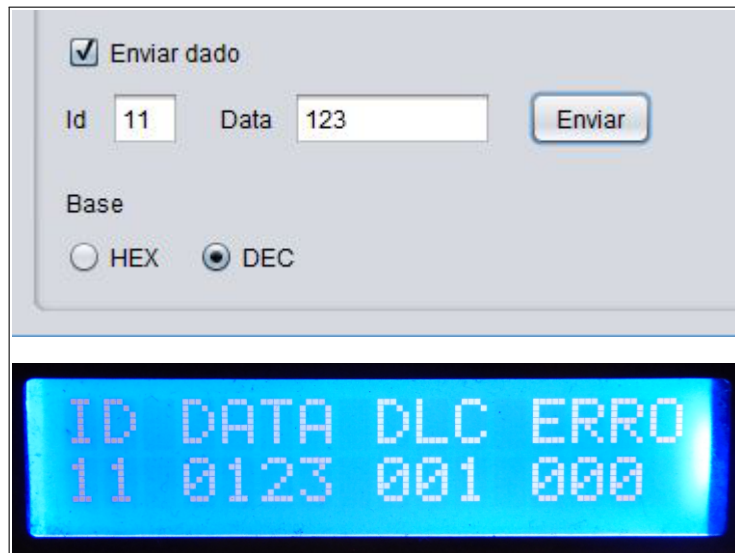 Enviar dado
Id 11 Data 123 Enviar
Base
HEX DEC
ID DATA DLC ERRO
11 0123 001 000